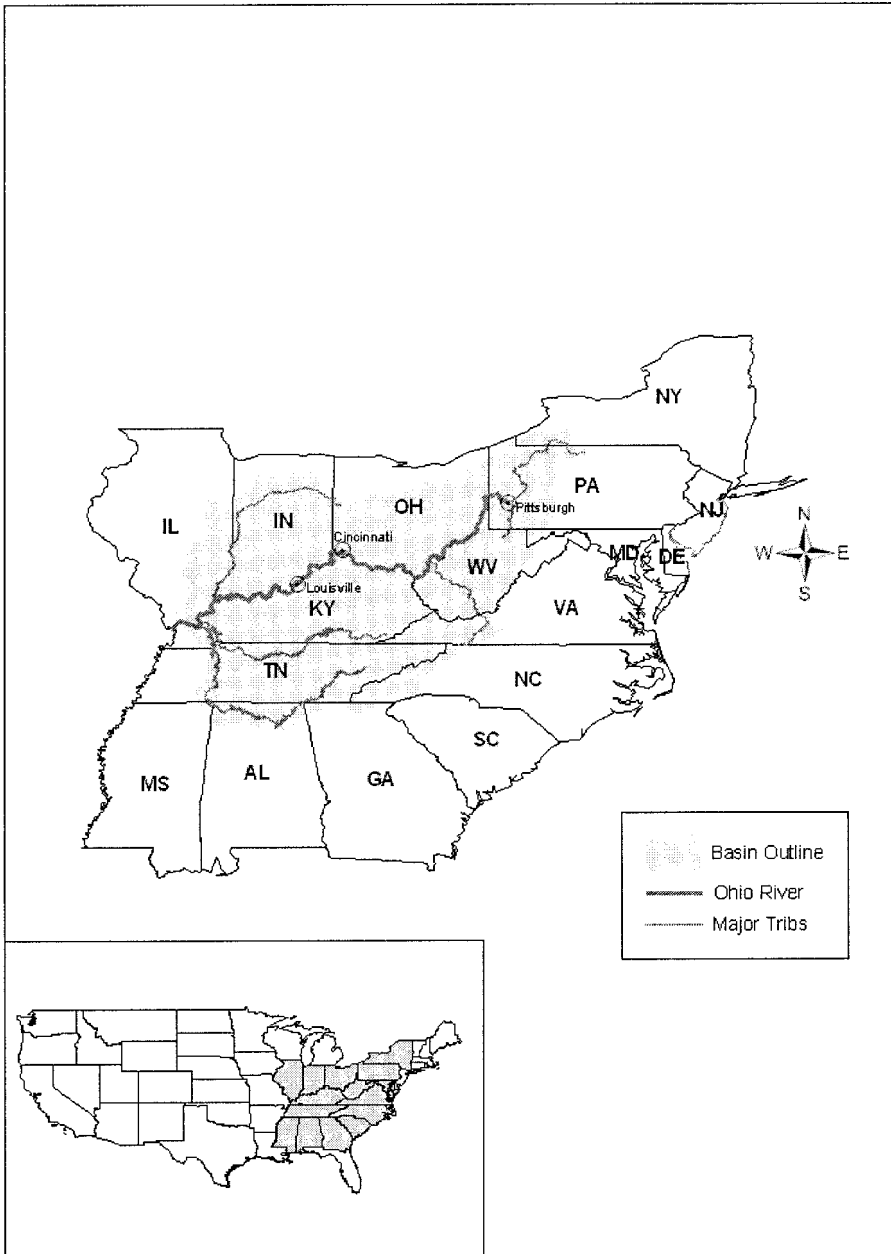 NY
PA
OH
IN
IL
NJ
Pittsburgh
Cincinnati
MD
DE
WV
Louisville
KY
VA
TN
NC
SC
MS
AL
GA
N
W
E
S
Basin Outline
Ohio River
Major Tribs